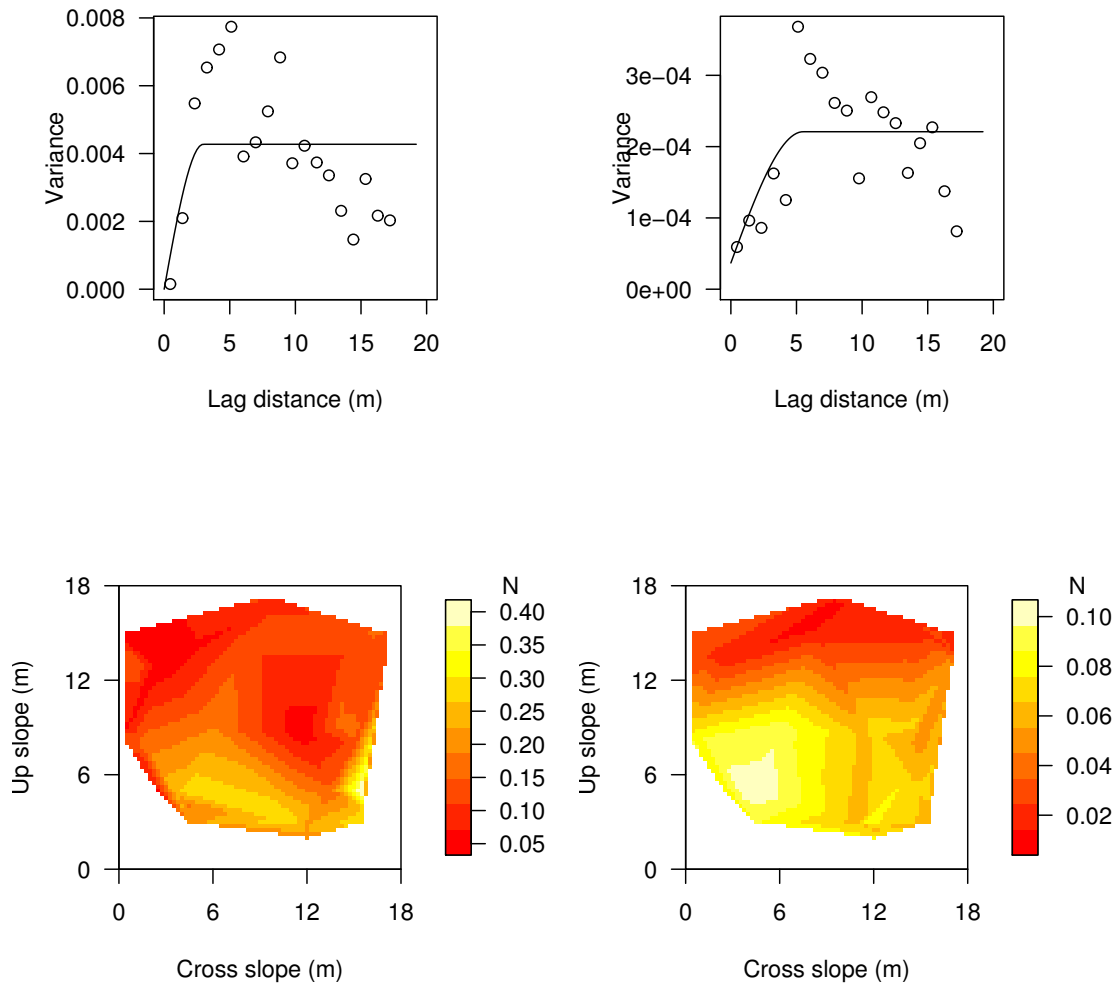 0.008
0.006
0.004
0.002
0.000
Variance
0 5 10 15 20
Lag distance (m)
3e−04
2e−04
1e−04
0e+00
Variance
0 5 10 15 20
Lag distance (m)
18
12
6
0
Up slope (m)
0 6 12 18
Cross slope (m)
N
0.40
0.35
0.30
0.25
0.20
0.15
0.10
0.05
18
12
6
0
Up slope (m)
0 6 12 18
Cross slope (m)
N
0.10
0.08
0.06
0.04
0.02